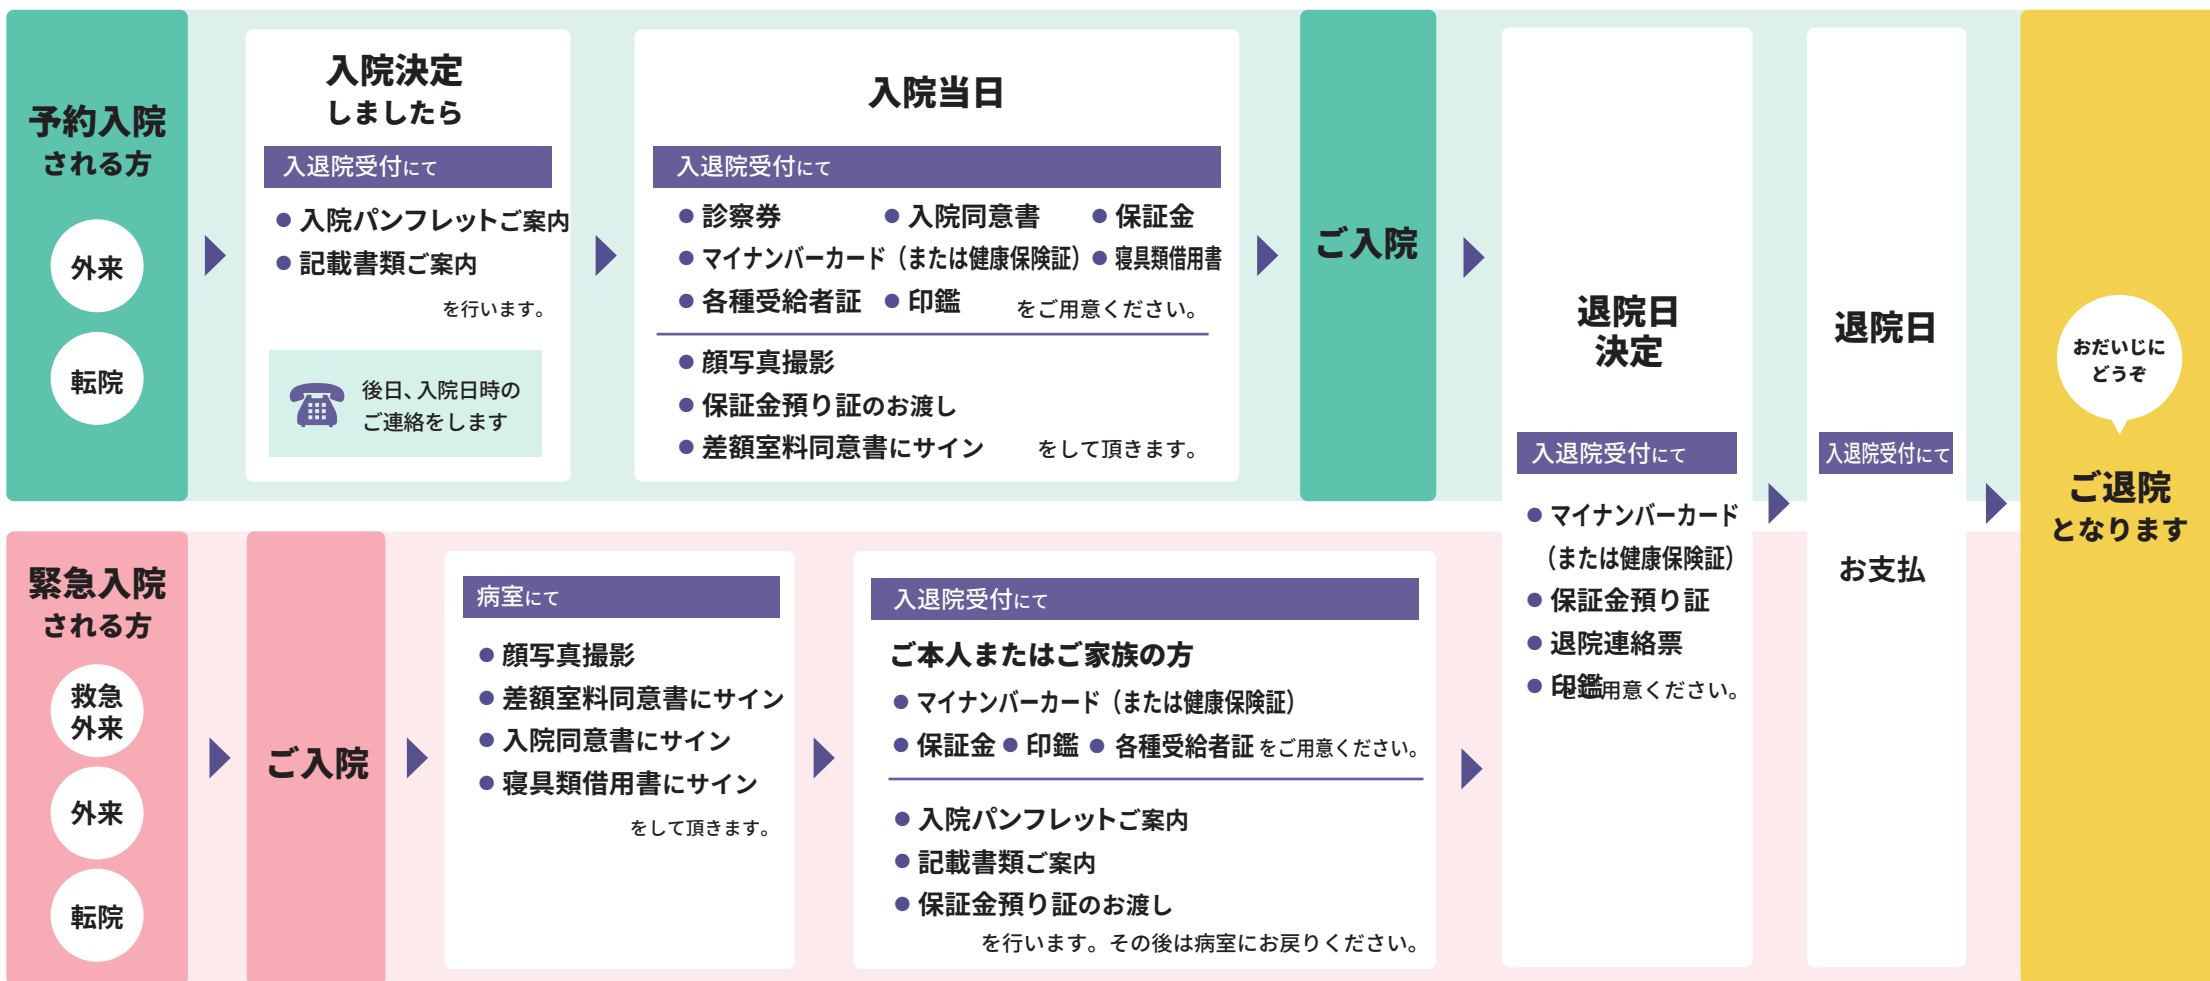 予約入院
される方
外来
転院
入院決定
しましたら
入退院受付にて
● 入院パンフレットご案内
● 記載書類ご案内
を行います。
後日、入院日時の
ご連絡をします
入院当日
入退院受付にて
● 診察券 ● 入院同意書 ● 保証金
● マイナンバーカード（または健康保険証） ● 寝具類借用書
● 各種受給者証 ● 印鑑 をご用意ください。
● 顔写真撮影
● 保証金預り証のお渡し
● 差額室料同意書にサイン をして頂きます。
ご入院
緊急入院
される方
救急
外来
外来
転院
ご入院
病室にて
● 顔写真撮影
● 差額室料同意書にサイン
● 入院同意書にサイン
● 寝具類借用書にサイン
をして頂きます。
入退院受付にて
ご本人またはご家族の方
● マイナンバーカード（または健康保険証）
● 保証金 ● 印鑑 ● 各種受給者証 をご用意ください。
● 入院パンフレットご案内
● 記載書類ご案内
● 保証金預り証のお渡し
を行います。その後は病室にお戻りください。
退院日
決定
入退院受付にて
● マイナンバーカード
（または健康保険証）
● 保証金預り証
● 退院連絡票
● 印鑑
をご用意ください。
退院日
入退院受付にて
お支払
おだいじに
どうぞ
ご退院
となります